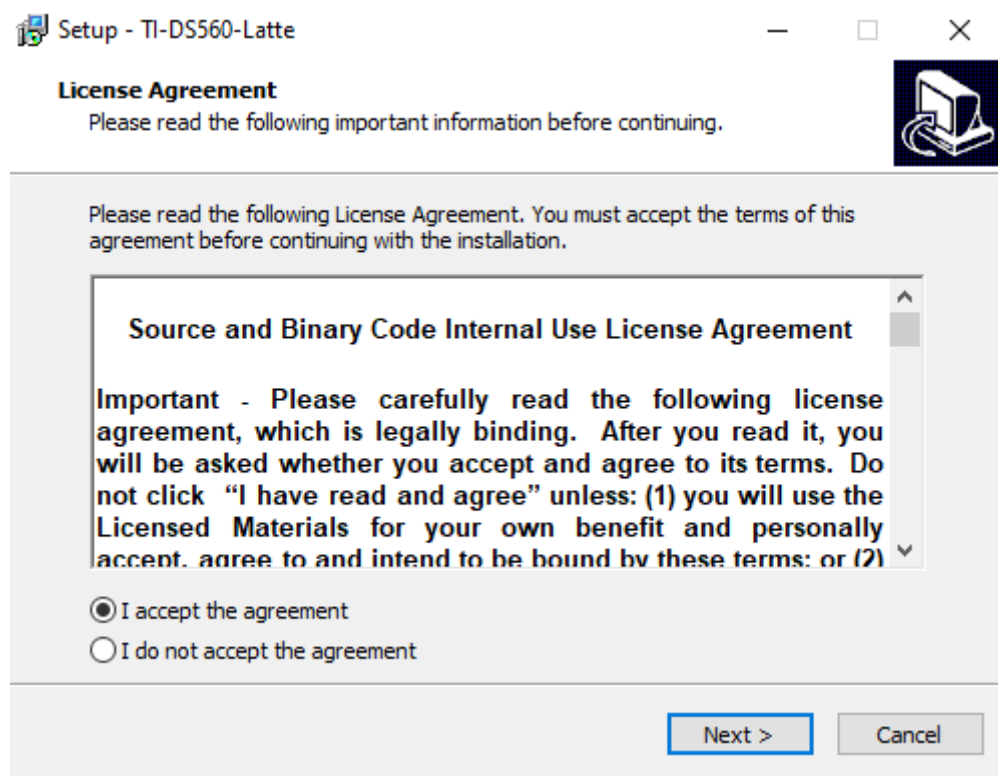 Setup - TI-DS560-Latte
License Agreement
Please read the following important information before continuing.
Please read the following License Agreement. You must accept the terms of this
agreement before continuing with the installation.
Source and Binary Code Internal Use License Agreement
Important - Please carefully read the following license
agreement, which is legally binding. After you read it, you
will be asked whether you accept and agree to its terms. Do
not click “I have read and agree” unless: (1) you will use the
Licensed Materials for your own benefit and personally
accept, agree to and intend to be bound by these terms; or (2)
I accept the agreement
I do not accept the agreement
Next >
Cancel